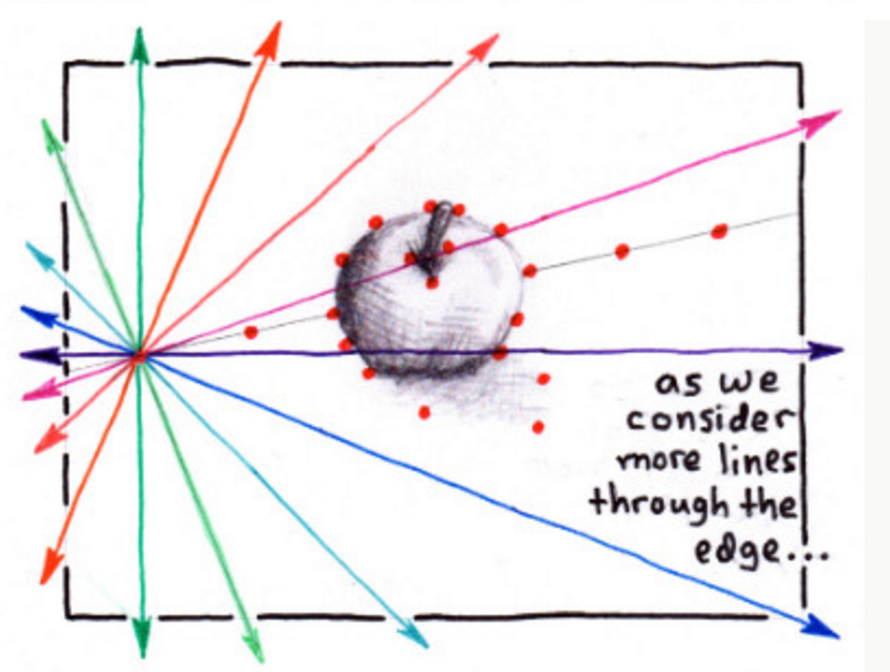 as we
consider
more lines
through the
edge...